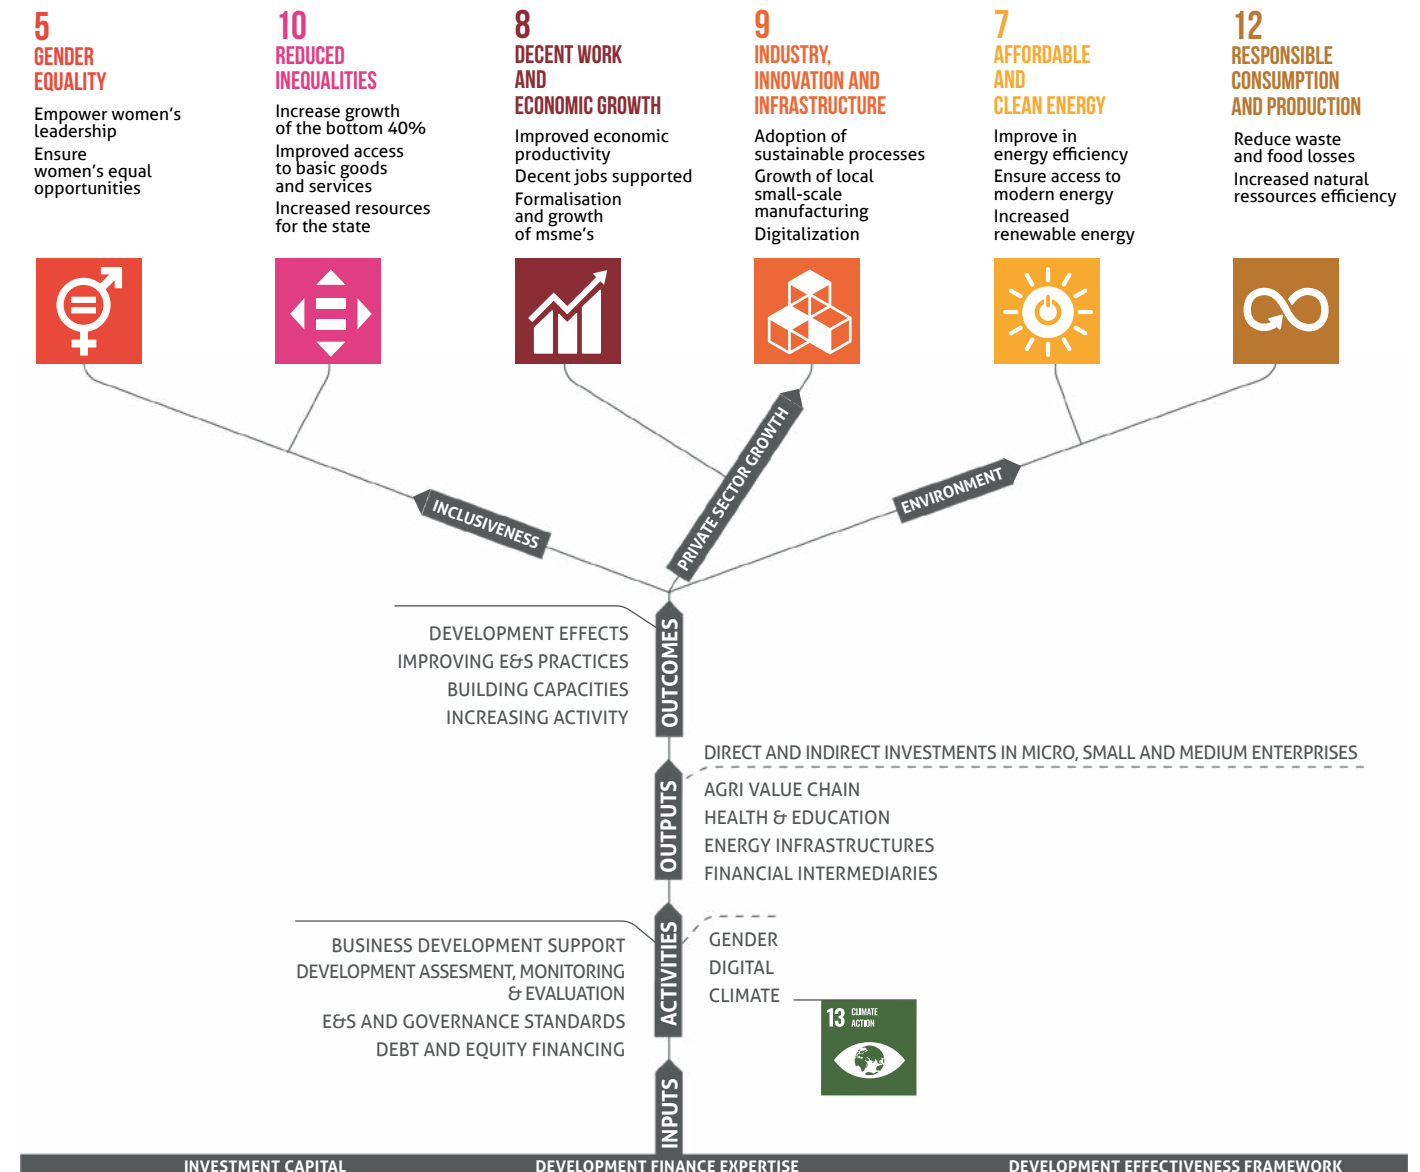 5
GENDER
EQUALITY
Empower women's
leadership
Ensure
women's equal
opportunities
10
REDUCED
INEQUALITIES
Increase growth
of the bottom 40%
Improved access
to basic goods
and services
Increased resources
for the state
8
DECENT WORK
AND
ECONOMIC GROWTH
Improved economic
productivity
Decent jobs supported
Formalisation
and growth
of msme's
9
INDUSTRY,
INNOVATION AND
INFRASTRUCTURE
Adoption of
sustainable processes
Growth of local
small-scale
manufacturing
Digitalization
7
AFFORDABLE
AND
CLEAN ENERGY
Improve in
energy efficiency
Ensure access to
modern energy
Increased
renewable energy
12
RESPONSIBLE
CONSUMPTION
AND PRODUCTION
Reduce waste
and food losses
Increased natural
ressources efficiency
INCLUSIVENESS
PRIVATE SECTOR GROWTH
ENVIRONMENT
OUTCOMES
DEVELOPMENT EFFECTS
IMPROVING E&S PRACTICES
BUILDING CAPACITIES
INCREASING ACTIVITY
OUTPUTS
DIRECT AND INDIRECT INVESTMENTS IN MICRO, SMALL AND MEDIUM ENTERPRISES
AGRI VALUE CHAIN
HEALTH & EDUCATION
ENERGY INFRASTRUCTURES
FINANCIAL INTERMEDIARIES
ACTIVITIES
BUSINESS DEVELOPMENT SUPPORT
DEVELOPMENT ASSESMENT, MONITORING
& EVALUATION
E&S AND GOVERNANCE STANDARDS
DEBT AND EQUITY FINANCING
GENDER
DIGITAL
CLIMATE
13 CLIMATE
ACTION
INPUTS
INVESTMENT CAPITAL
DEVELOPMENT FINANCE EXPERTISE
DEVELOPMENT EFFECTIVENESS FRAMEWORK